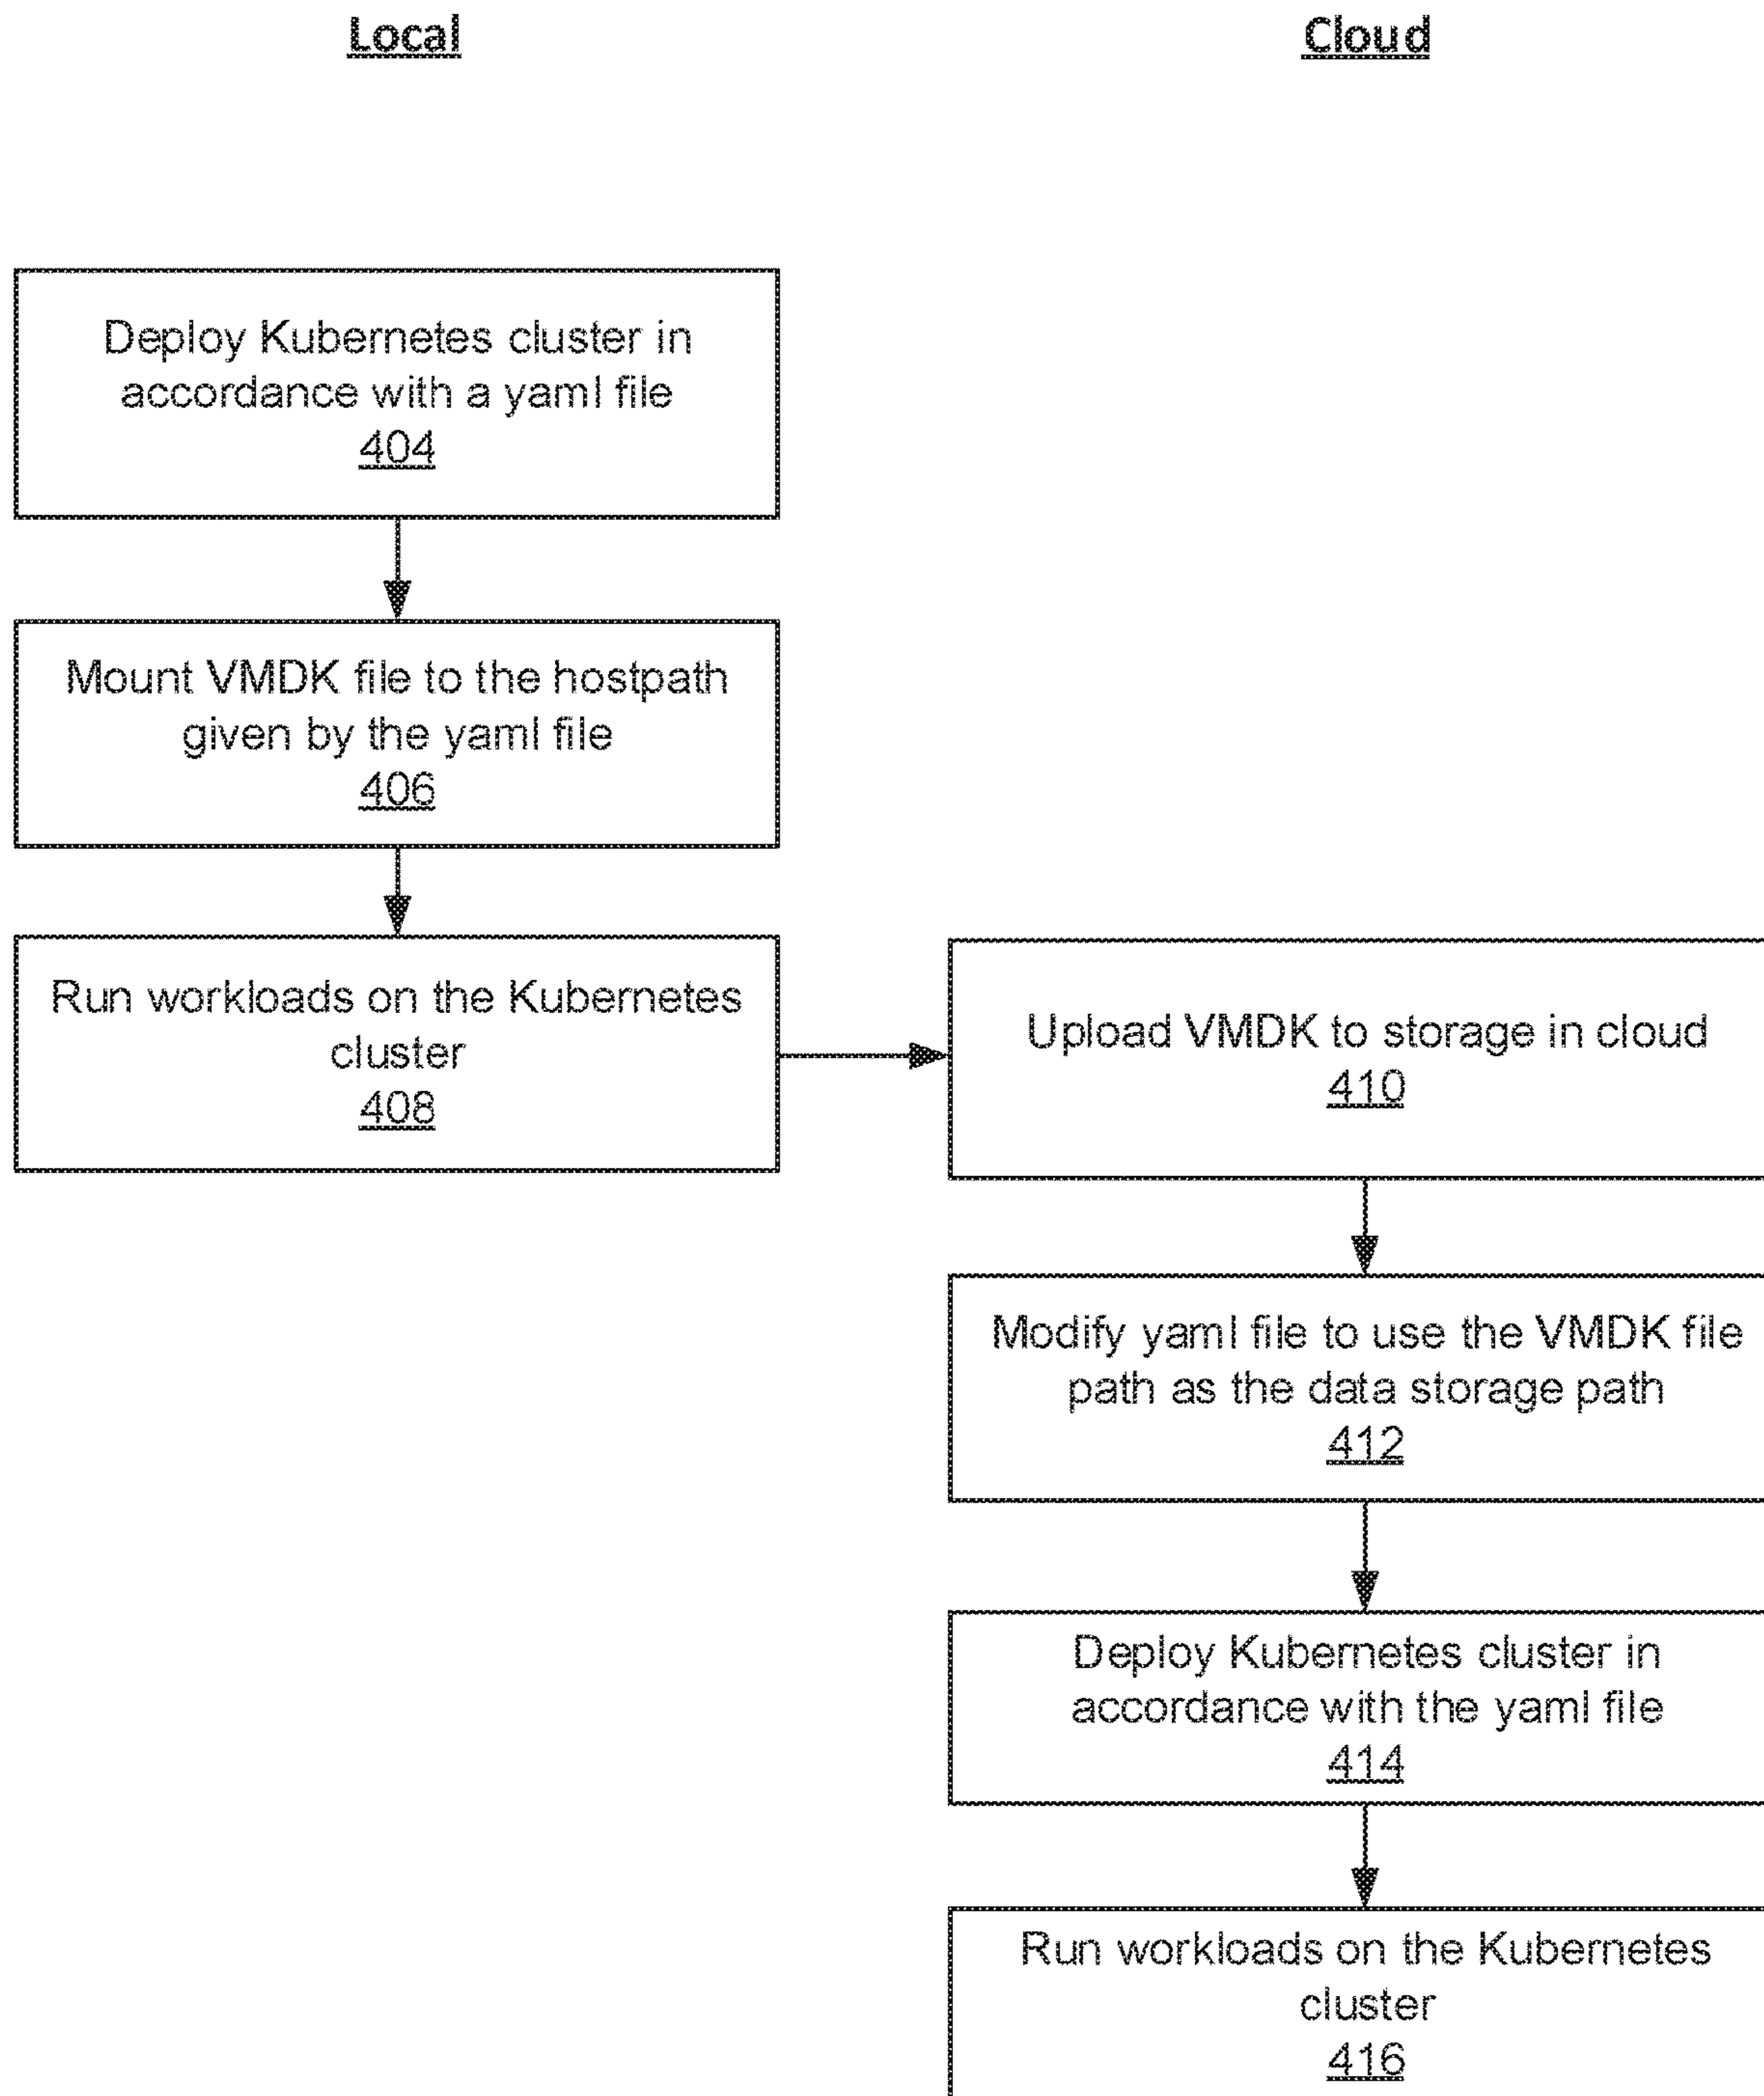 Local
Cloud
Deploy Kubernetes cluster in
accordance with a yaml file
404
Mount VMDK file to the hostpath
given by the yaml file
406
Run workloads on the Kubernetes
cluster
408
Upload VMDK to storage in cloud
410
Modify yaml file to use the VMDK file
path as the data storage path
412
Deploy Kubernetes cluster in
accordance with the yaml file
414
Run workloads on the Kubernetes
cluster
416